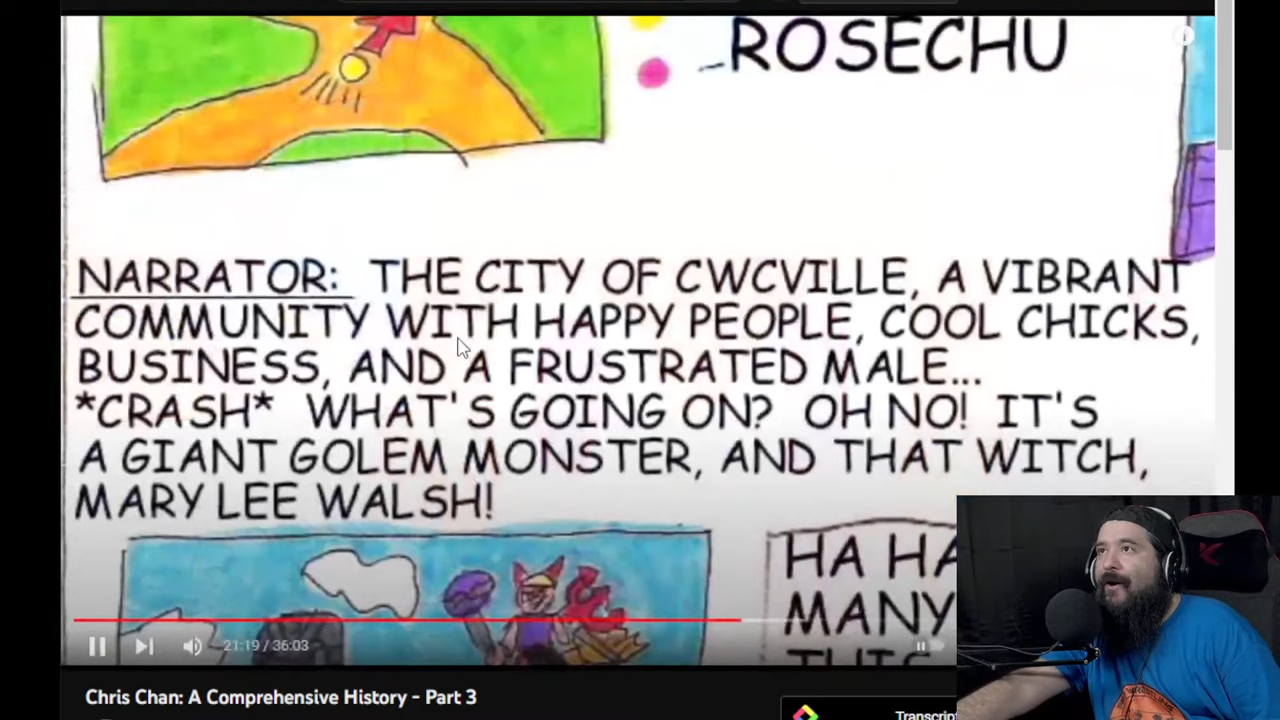 ROSECHU
NARRATOR: THE CITY OF CWCVILLE, A VIBRANT
COMMUNITY WITH HAPPY PEOPLE, COOL CHICKS,
BUSINESS, AND A FRUSTRATED MALE...
*CRASH* WHAT'S GOING ON? OH NO! IT'S
A GIANT GOLEM MONSTER, AND THAT WITCH,
MARY LEE WALSH!
HA HA
MANY
21:19 / 36:03
Chris Chan: A Comprehensive History - Part 3
Transcript